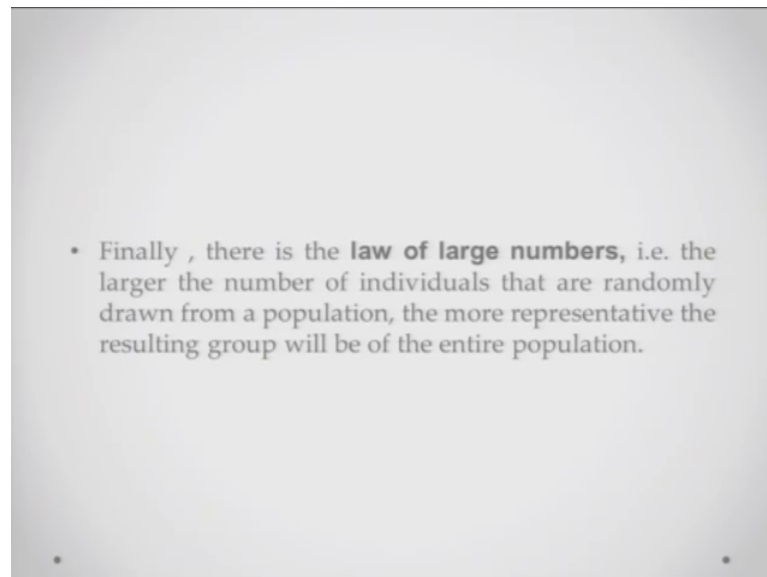 • Finally , there is the law of large numbers, i.e. the
larger the number of individuals that are randomly
drawn from a population, the more representative the
resulting group will be of the entire population.